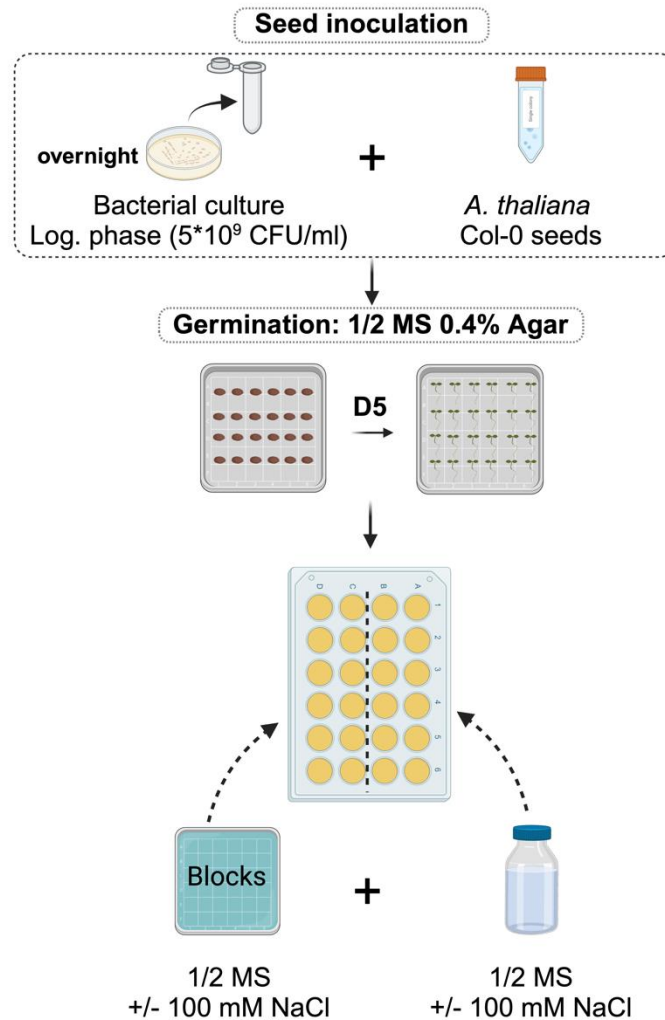 Seed inoculation
overnight
Bacterial culture
Log. phase (5*10⁹ CFU/ml)
+
A. thaliana
Col-0 seeds
Germination: 1/2 MS 0.4% Agar
D5
D C B A
1
2
3
4
5
6
Blocks
+
1/2 MS
+/- 100 mM NaCl
1/2 MS
+/- 100 mM NaCl